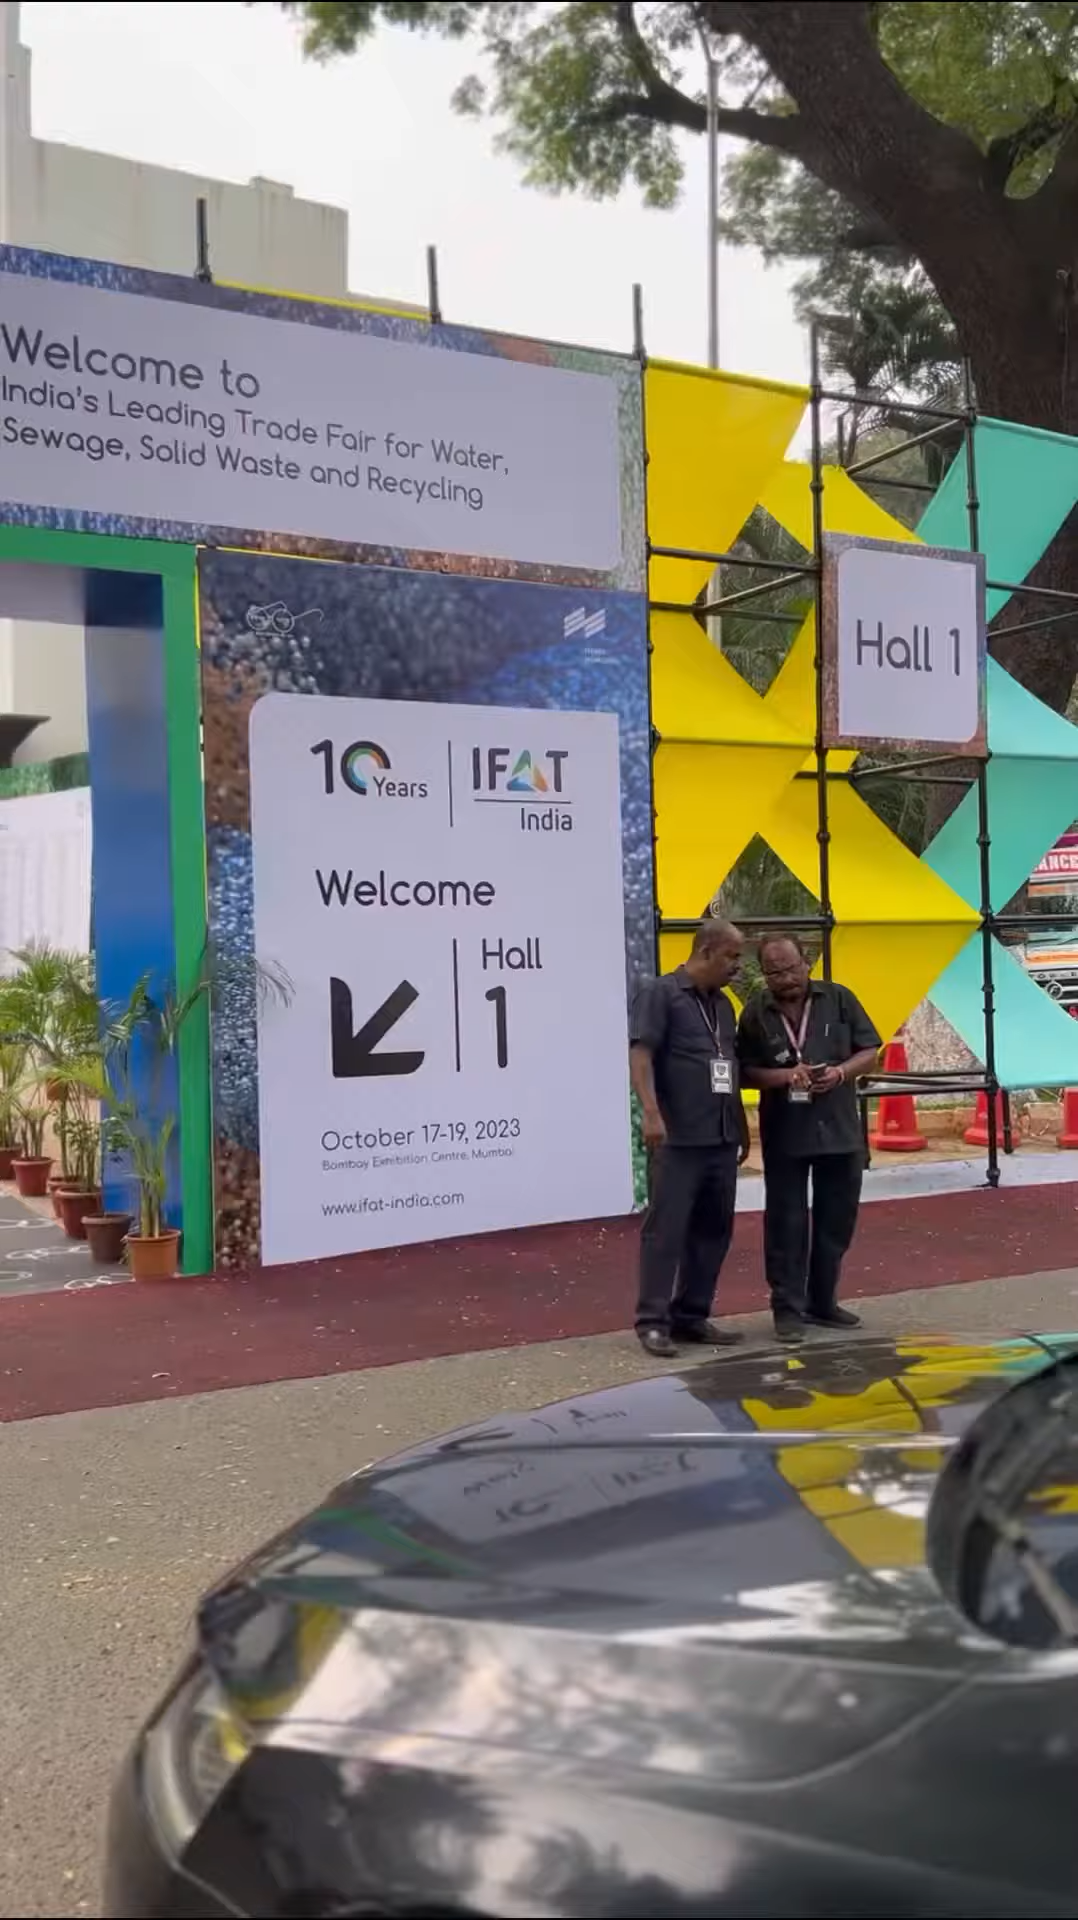 Welcome to
India's Leading Trade Fair for Water,
Sewage, Solid Waste and Recycling
Hall 1
10 Years
IFAT
India
Welcome
Hall
1
October 17-19, 2023
Bombay Exhibition Centre, Mumbai
www.ifat-india.com